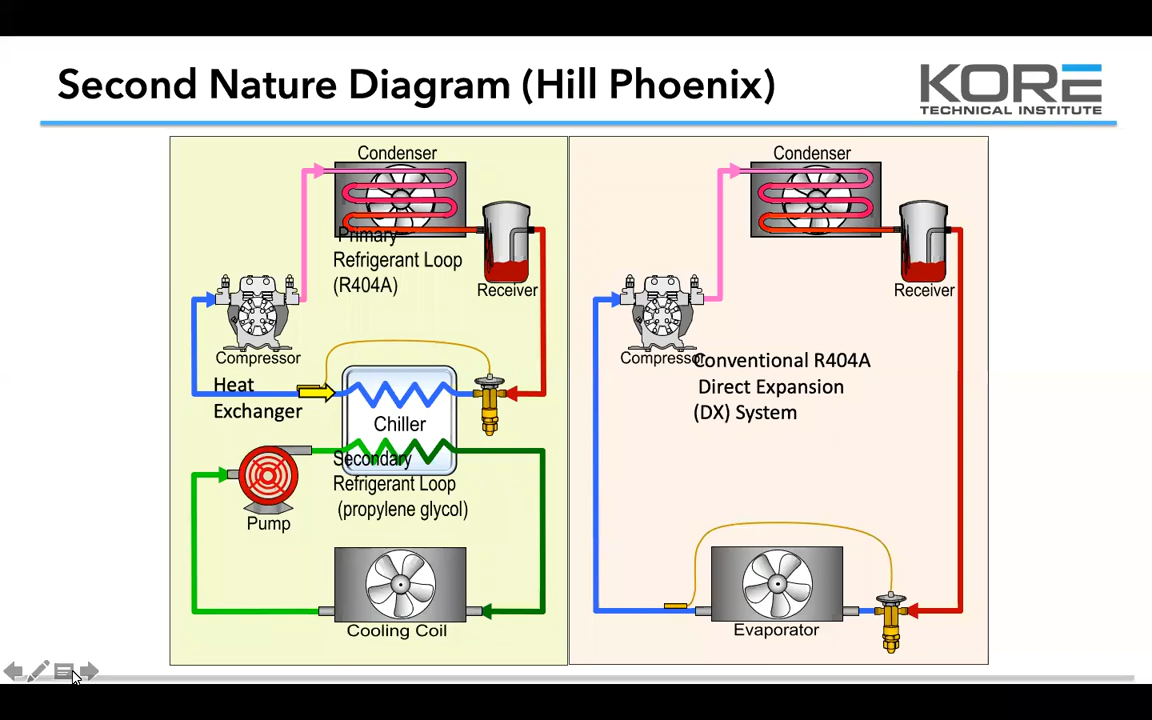 Second Nature Diagram (Hill Phoenix)
KORE
TECHNICAL INSTITUTE
Condenser
Primary
Refrigerant Loop
(R404A)
Receiver
Compressor
Heat
Exchanger
Chiller
Secondary
Refrigerant Loop
(propylene glycol)
Pump
Cooling Coil
Condenser
Receiver
Compressor
Conventional R404A
Direct Expansion
(DX) System
Evaporator